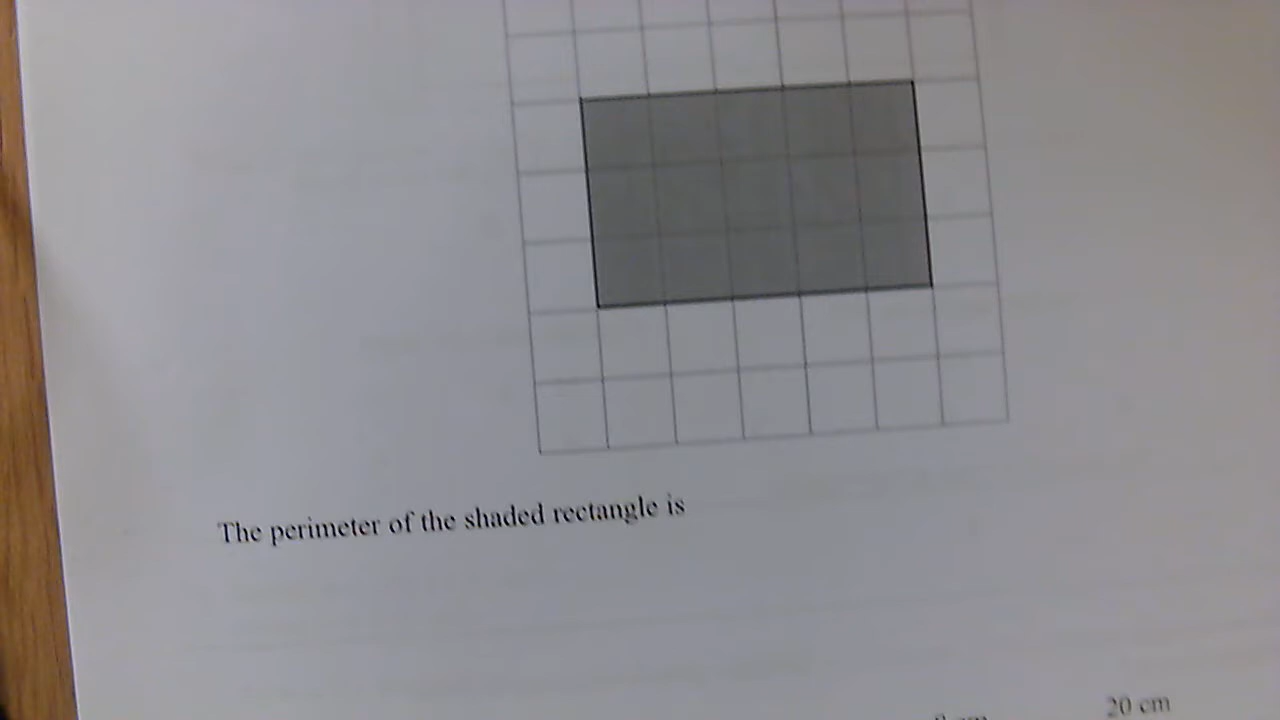 The perimeter of the shaded rectangle is
20 cm